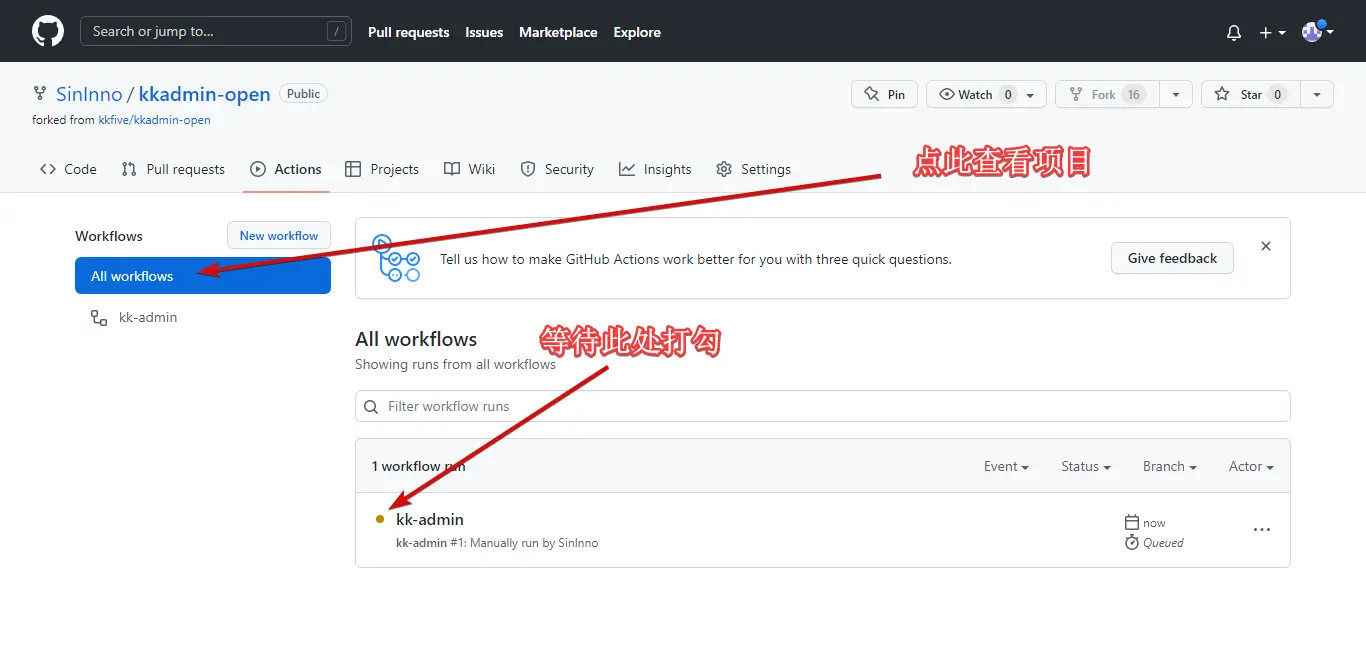 Search or jump to... /
Pull requests Issues Marketplace Explore
SinInno / kkadmin-open Public
Pin Watch 0 Fork 16 Star 0
forked from kkfive/kkadmin-open
Code Pull requests Actions Projects Wiki Security Insights Settings
点此查看项目
Workflows New workflow
All workflows
kk-admin
Tell us how to make GitHub Actions work better for you with three quick questions.
Give feedback
All workflows
等待此处打勾
Showing runs from all workflows
Filter workflow runs
1 workflow run Event Status Branch Actor
kk-admin
now
kk-admin #1: Manually run by SinInno
Queued